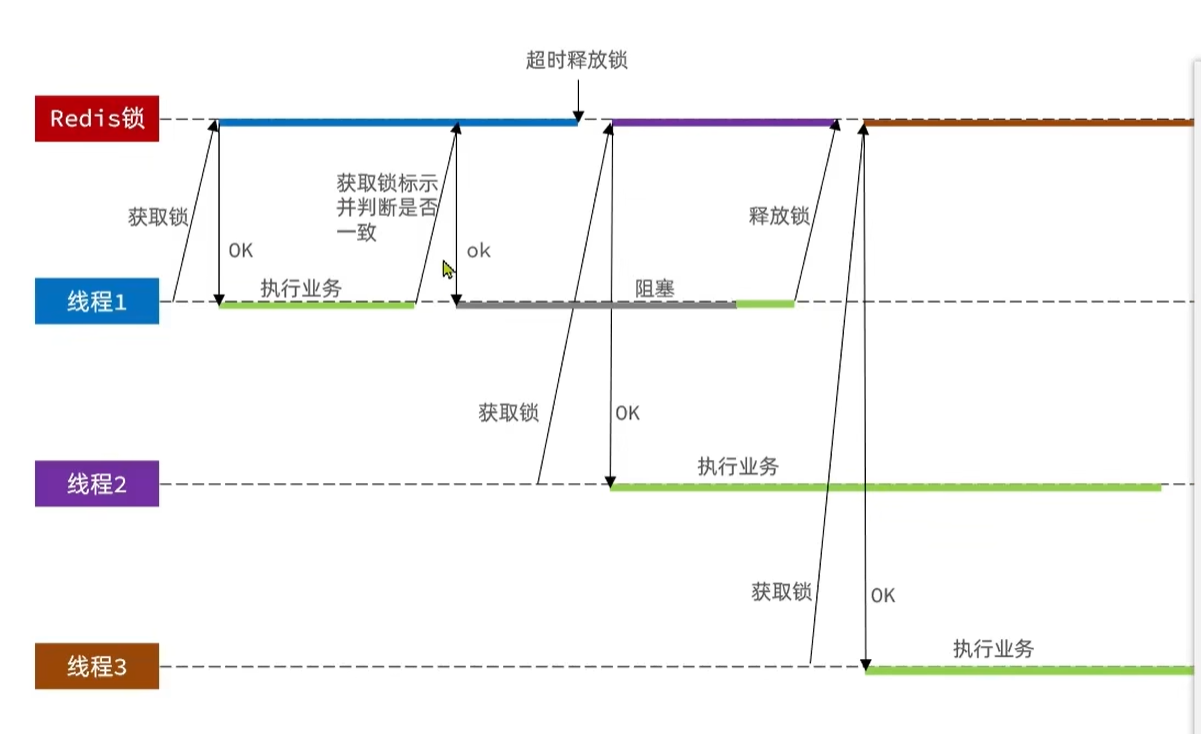 超时释放锁
Redis锁
获取锁标示
并判断是否
一致
获取锁
释放锁
OK
ok
执行业务
阻塞
线程1
获取锁
OK
执行业务
线程2
获取锁
OK
执行业务
线程3